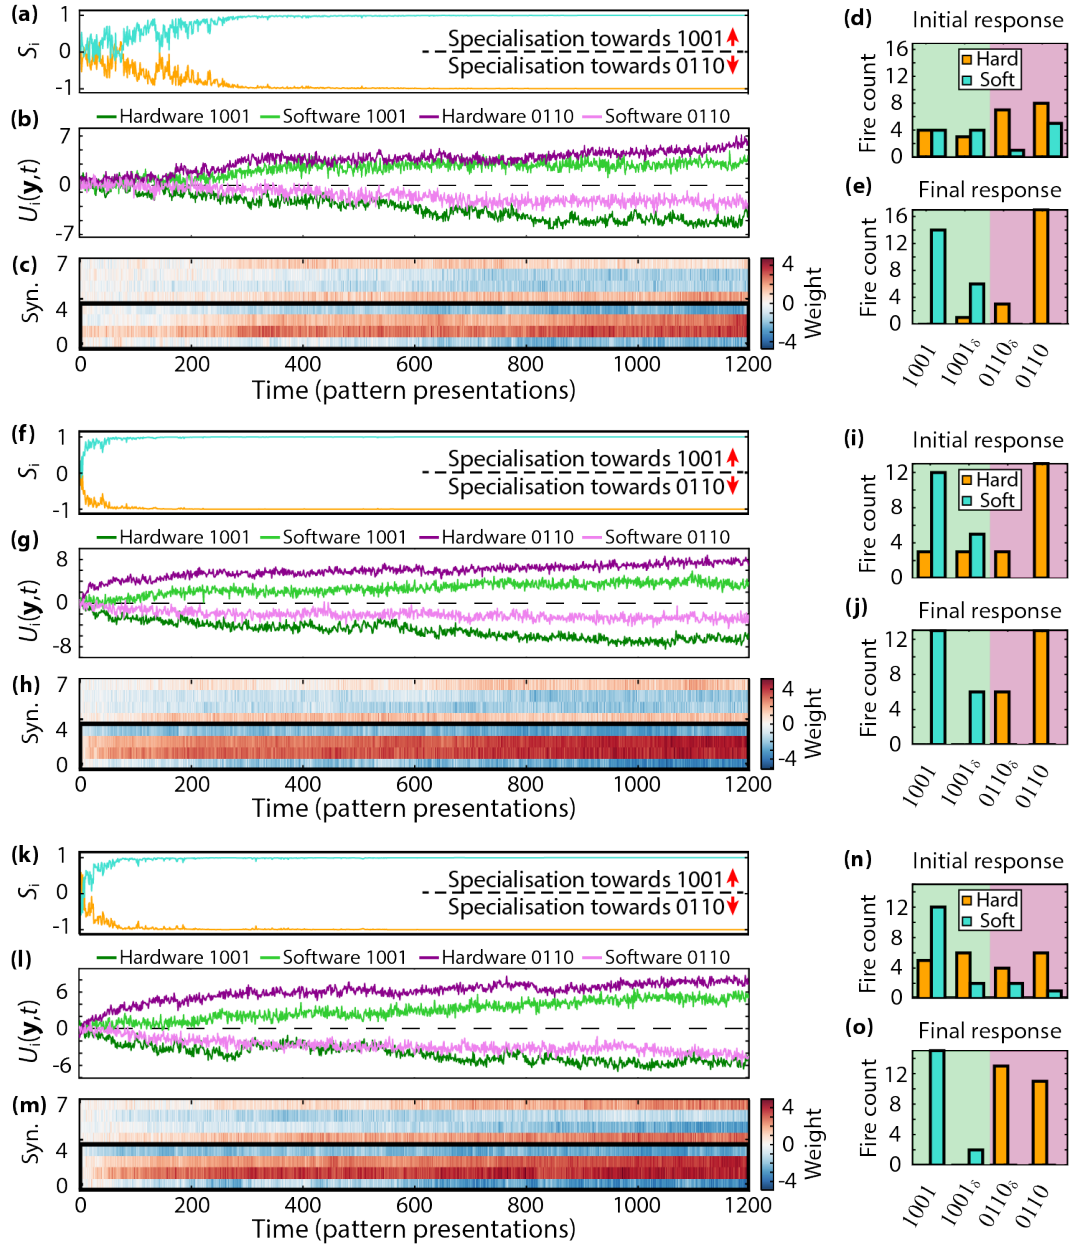 (a)
Sᵢ
1
0
-1
Specialisation towards 1001
Specialisation towards 0110
(b)
Hardware 1001 Software 1001 Hardware 0110 Software 0110
Uᵢ(y,t)
7
0
-7
(c)
Syn.
7
4
0
4
0
-4
Weight
0 200 400 600 800 1000 1200
Time (pattern presentations)
(d)
Initial response
Fire count
16
12
8
4
0
Hard
Soft
(e)
Final response
Fire count
16
12
8
4
0
1001 1001δ 0110δ 0110
(f)
Sᵢ
1
0
-1
Specialisation towards 1001
Specialisation towards 0110
(g)
Hardware 1001 Software 1001 Hardware 0110 Software 0110
Uᵢ(y,t)
8
0
-8
(h)
Syn.
7
4
0
4
0
-4
Weight
0 200 400 600 800 1000 1200
Time (pattern presentations)
(i)
Initial response
Fire count
12
8
4
0
Hard
Soft
(j)
Final response
Fire count
12
8
4
0
1001 1001δ 0110δ 0110
(k)
Sᵢ
1
0
-1
Specialisation towards 1001
Specialisation towards 0110
(l)
Hardware 1001 Software 1001 Hardware 0110 Software 0110
Uᵢ(y,t)
6
0
-6
(m)
Syn.
7
4
0
4
0
-4
Weight
0 200 400 600 800 1000 1200
Time (pattern presentations)
(n)
Initial response
Fire count
12
8
4
0
Hard
Soft
(o)
Final response
Fire count
12
8
4
0
1001 1001δ 0110δ 0110